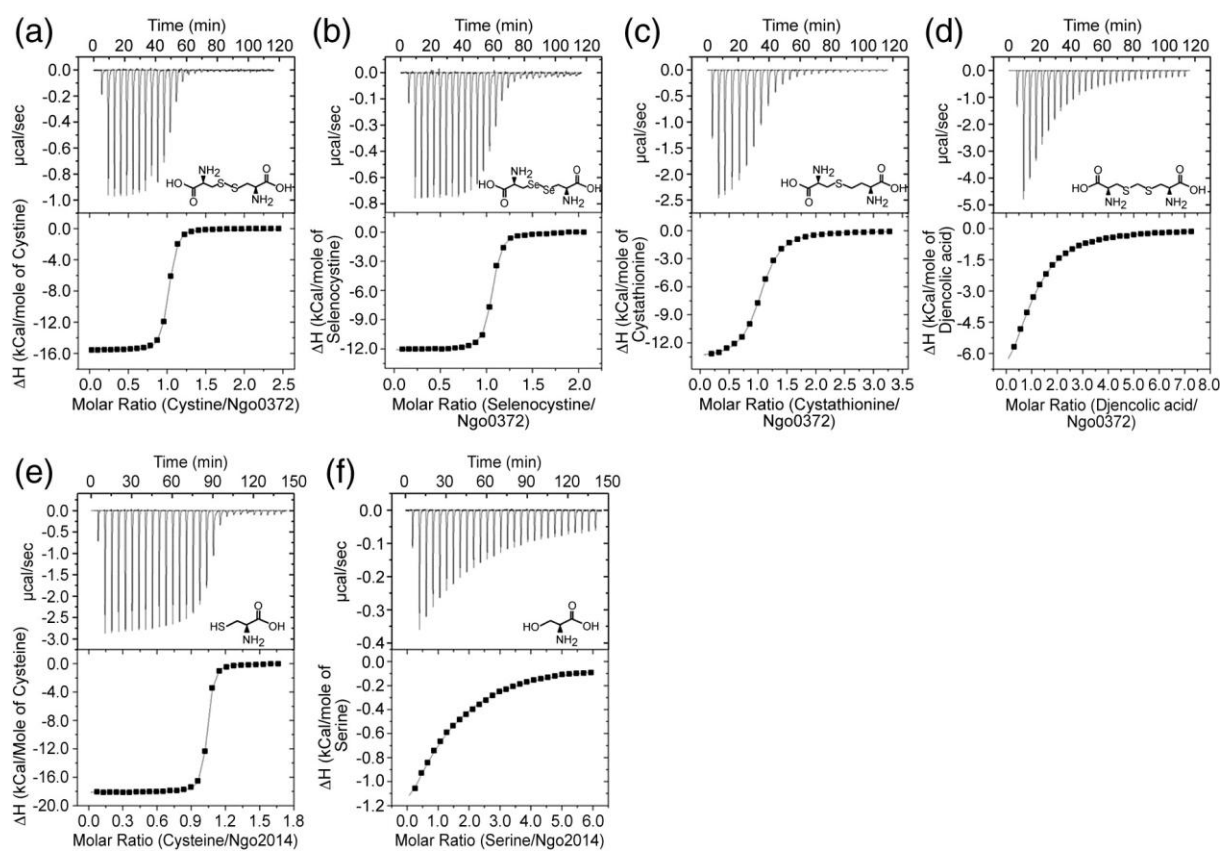 (a)
Time (min)
0 20 40 60 80 100 120
0.0
-0.2
-0.4
-0.6
-0.8
-1.0
µcal/sec
NH2
O
HO
S
S
OH
O
NH2
0.0
-4.0
-8.0
-12.0
-16.0
ΔH (kCal/mole of Cystine)
0.0 0.5 1.0 1.5 2.0 2.5
Molar Ratio (Cystine/Ngo0372)
(b)
Time (min)
0 20 40 60 80 100 120
0.0
-0.2
-0.4
-0.6
-0.8
µcal/sec
NH2
O
HO
Se
Se
OH
O
NH2
0.0
-3.0
-6.0
-9.0
-12.0
ΔH (kCal/mole of
Selenocystine)
0.0 0.5 1.0 1.5 2.0
Molar Ratio (Selenocystine/
Ngo0372)
(c)
Time (min)
0 20 40 60 80 100 120
0.0
-0.5
-1.0
-1.5
-2.0
-2.5
µcal/sec
NH2
O
HO
S
OH
O
NH2
0.0
-3.0
-6.0
-9.0
-12.0
ΔH (kCal/mole of
Cystathionine)
0.0 0.5 1.0 1.5 2.0 2.5 3.0 3.5
Molar Ratio (Cystathionine/
Ngo0372)
(d)
Time (min)
0 20 40 60 80 100 120
0.0
-1.0
-2.0
-3.0
-4.0
-5.0
µcal/sec
O
O
HO
S
S
OH
NH2
NH2
0.0
-1.5
-3.0
-4.5
-6.0
ΔH (kCal/mole of
Djencolic acid)
0.0 1.0 2.0 3.0 4.0 5.0 6.0 7.0 8.0
Molar Ratio (Djencolic acid/
Ngo0372)
(e)
Time (min)
0 30 60 90 120 150
0.0
-0.5
-1.0
-1.5
-2.0
-2.5
-3.0
µcal/sec
O
HS
OH
NH2
0.0
-4.0
-8.0
-12.0
-16.0
-20.0
ΔH (kCal/Mole of Cysteine)
0.0 0.3 0.6 0.9 1.2 1.5 1.8
Molar Ratio (Cysteine/Ngo2014)
(f)
Time (min)
0 30 60 90 120 150
0.0
-0.1
-0.2
-0.3
-0.4
µcal/sec
O
HO
OH
NH2
0.0
-0.2
-0.4
-0.6
-0.8
-1.0
-1.2
ΔH (kCal/mole of
Serine)
0.0 1.0 2.0 3.0 4.0 5.0 6.0
Molar Ratio (Serine/Ngo2014)